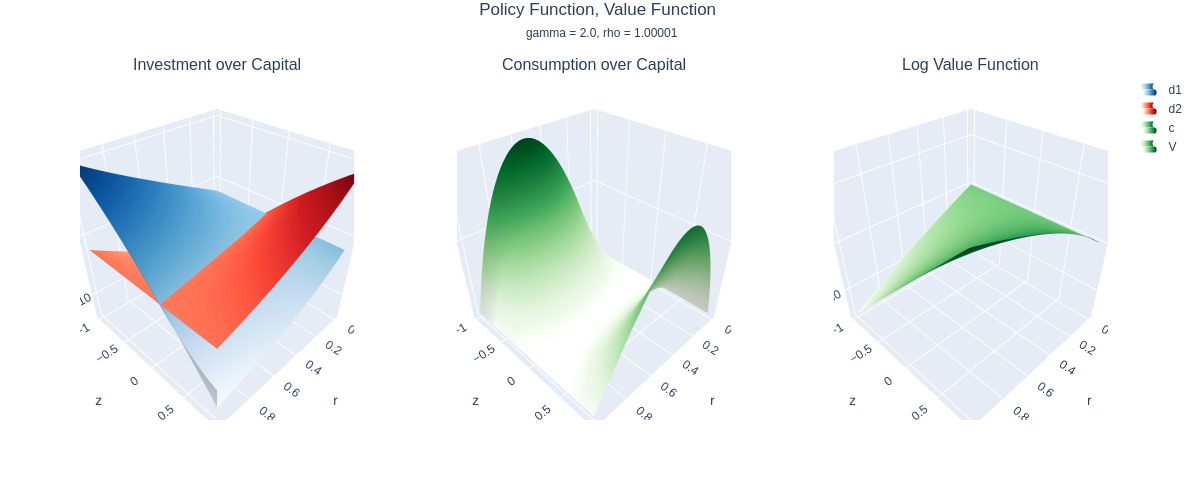 Policy Function, Value Function
gamma = 2.0, rho = 1.00001
Investment over Capital
Consumption over Capital
Log Value Function
d1
d2
c
V
10
-1
−0.5
0
0.5
z
0
0.2
0.4
0.6
0.8
r
-1
−0.5
0
0.5
z
0
0.2
0.4
0.6
0.8
r
0
-1
−0.5
0
0.5
z
0
0.2
0.4
0.6
0.8
r